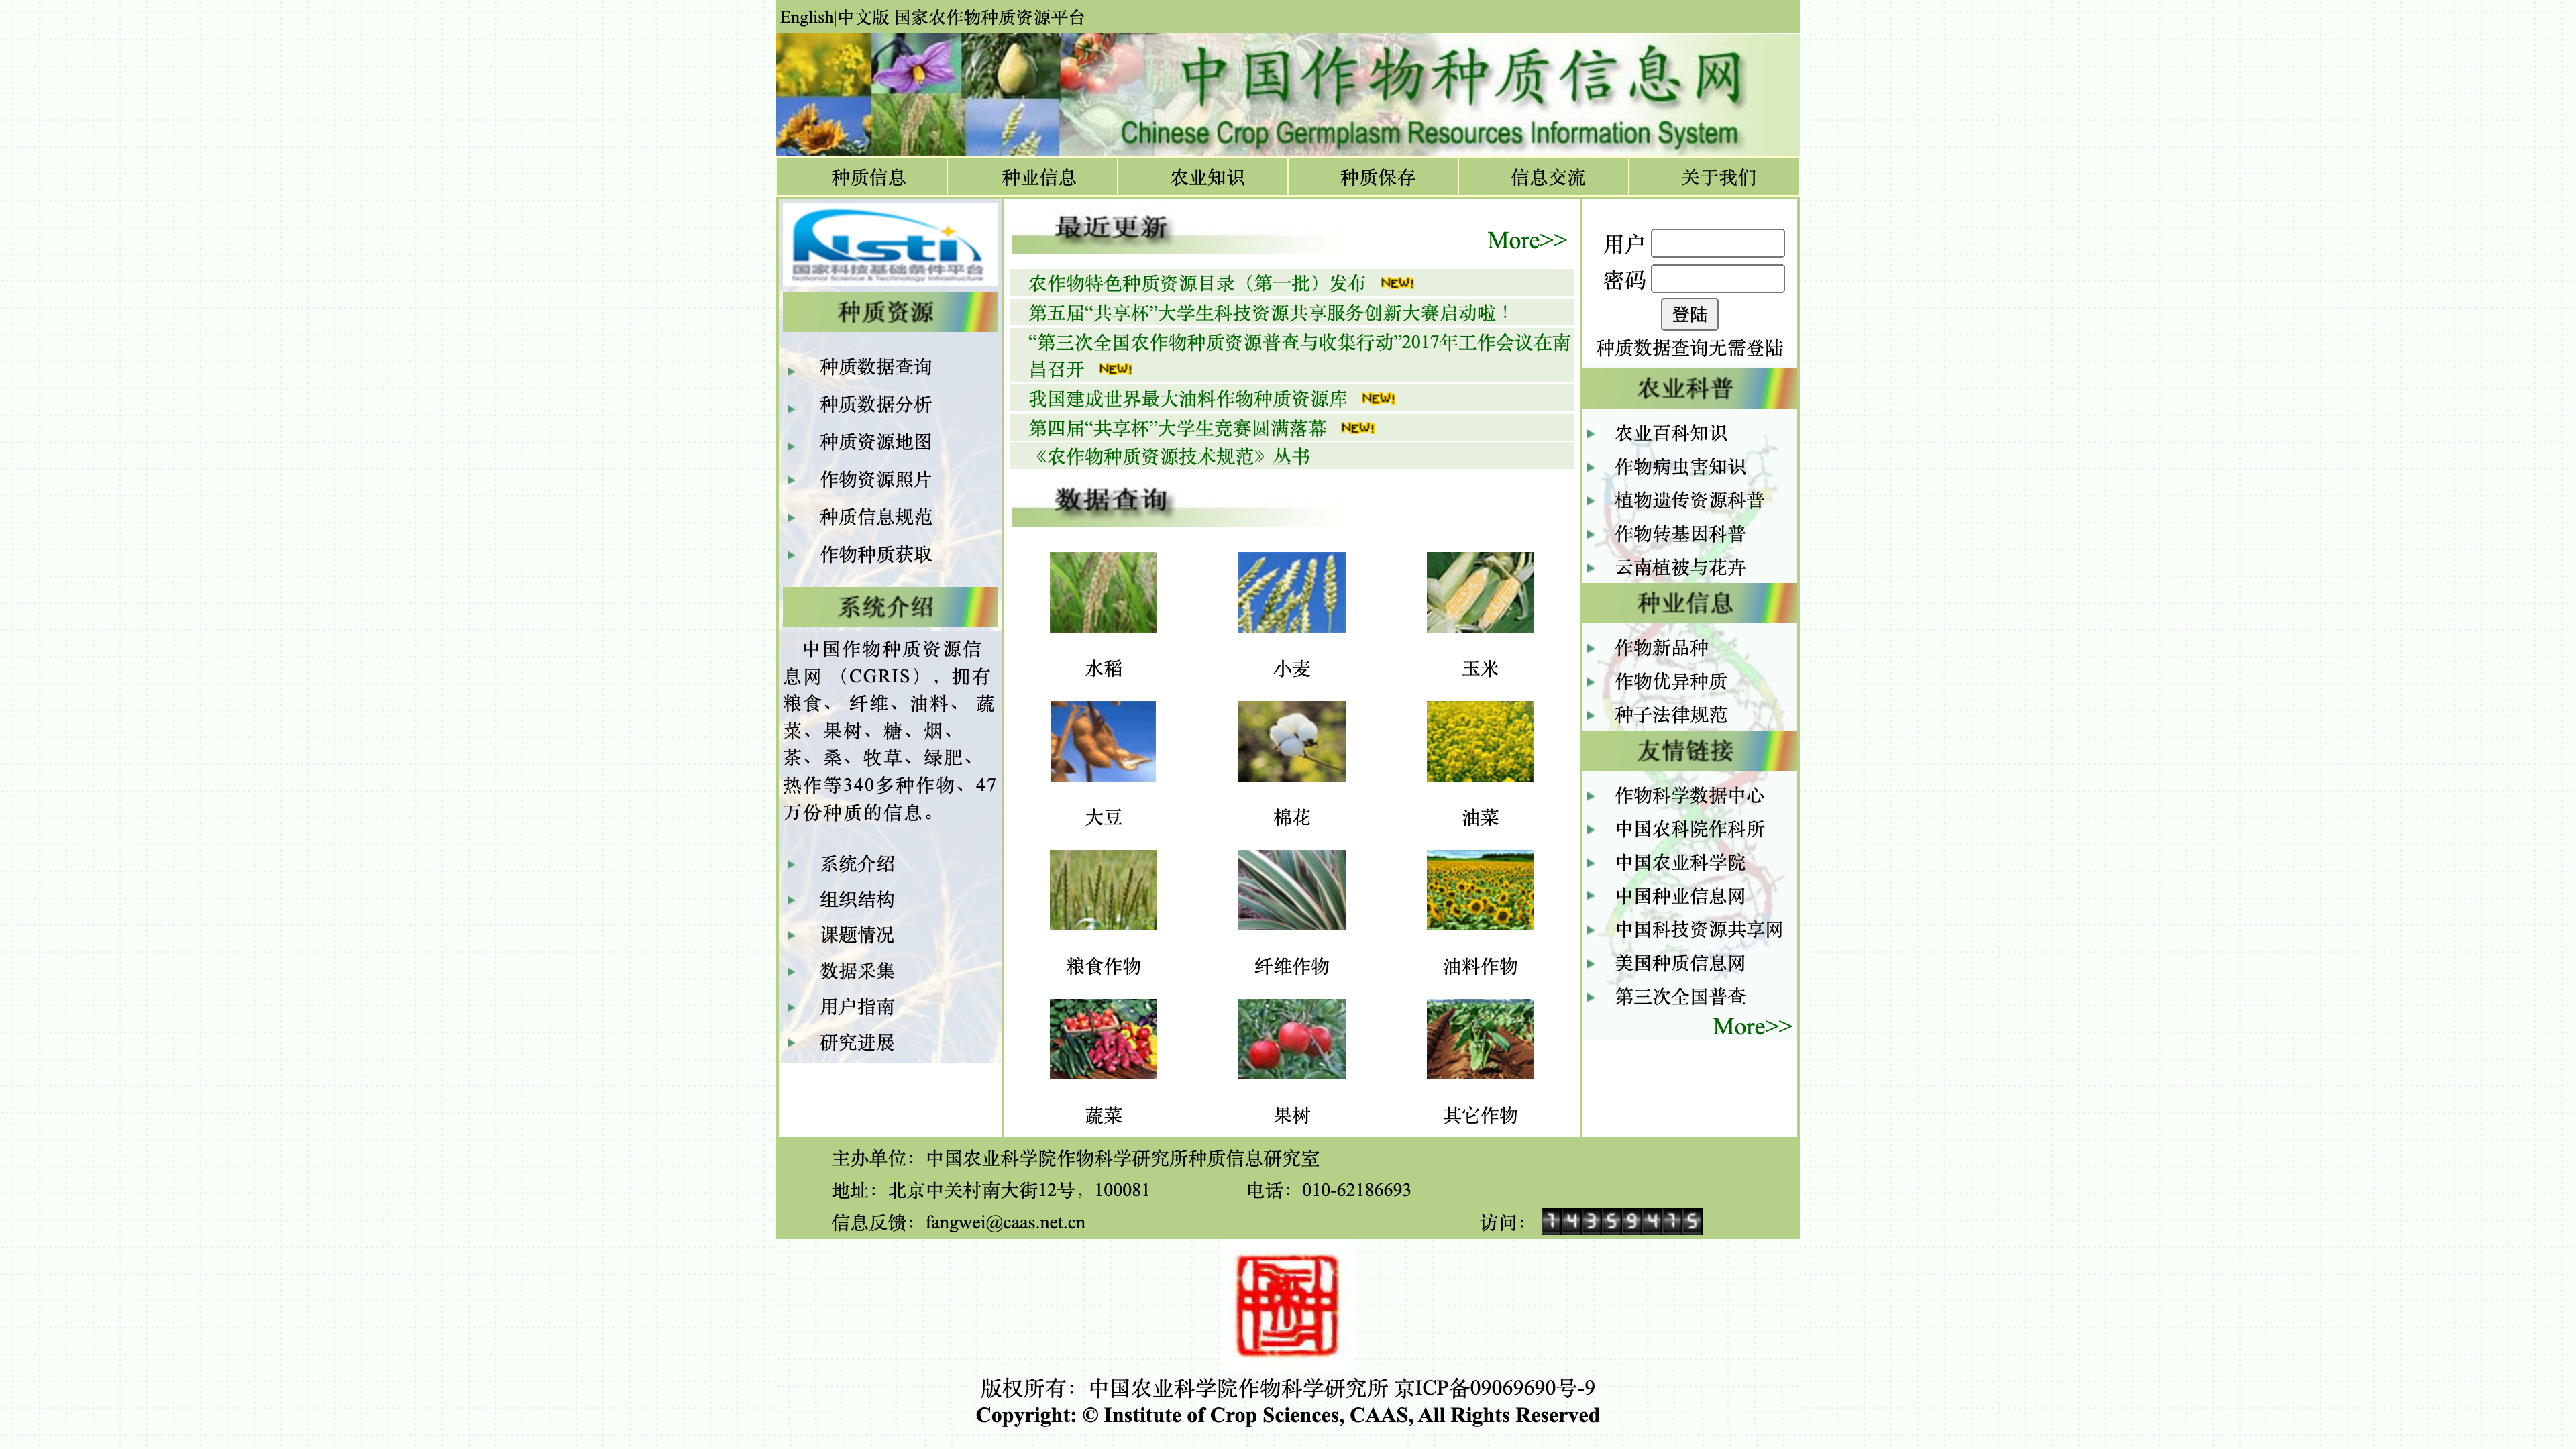 English|中文版 国家农作物种质资源平台
中国作物种质信息网
Chinese Crop Germplasm Resources Information System
种质信息
种业信息
农业知识
种质保存
信息交流
关于我们
Nsti
国家科技基础条件平台
National Science & Technology Infrastructure
种质资源
种质数据查询
种质数据分析
种质资源地图
作物资源照片
种质信息规范
作物种质获取
系统介绍
中国作物种质资源信
息网 （CGRIS），拥有
粮食、 纤维、油料、 蔬
菜、果树、糖、烟、
茶、桑、牧草、绿肥、
热作等340多种作物、47
万份种质的信息。
系统介绍
组织结构
课题情况
数据采集
用户指南
研究进展
最近更新
More>>
农作物特色种质资源目录（第一批）发布 NEW!
第五届“共享杯”大学生科技资源共享服务创新大赛启动啦！
“第三次全国农作物种质资源普查与收集行动”2017年工作会议在南
昌召开 NEW!
我国建成世界最大油料作物种质资源库 NEW!
第四届“共享杯”大学生竞赛圆满落幕 NEW!
《农作物种质资源技术规范》丛书
数据查询
水稻
小麦
玉米
大豆
棉花
油菜
粮食作物
纤维作物
油料作物
蔬菜
果树
其它作物
用户
密码
登陆
种质数据查询无需登陆
农业科普
农业百科知识
作物病虫害知识
植物遗传资源科普
作物转基因科普
云南植被与花卉
种业信息
作物新品种
作物优异种质
种子法律规范
友情链接
作物科学数据中心
中国农科院作科所
中国农业科学院
中国种业信息网
中国科技资源共享网
美国种质信息网
第三次全国普查
More>>
主办单位：中国农业科学院作物科学研究所种质信息研究室
地址：北京中关村南大街12号，100081 电话：010-62186693
信息反馈：fangwei@caas.net.cn 访问： 74359475
版权所有：中国农业科学院作物科学研究所 京ICP备09069690号-9
Copyright: © Institute of Crop Sciences, CAAS, All Rights Reserved